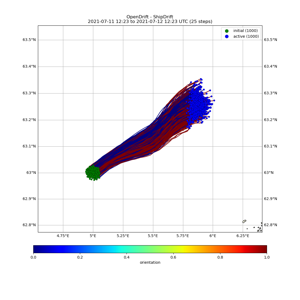 OpenDrift - ShipDrift
2021-07-11 12:23 to 2021-07-12 12:23 UTC (25 steps)
initial (1000)
active (1000)
63.5°N 63.5°N
63.4°N 63.4°N
63.3°N 63.3°N
63.2°N 63.2°N
63.1°N 63.1°N
63°N 63°N
62.9°N 62.9°N
62.8°N 62.8°N
4.75°E 5°E 5.25°E 5.5°E 5.75°E 6°E 6.25°E
0.0 0.2 0.4 0.6 0.8 1.0
orientation